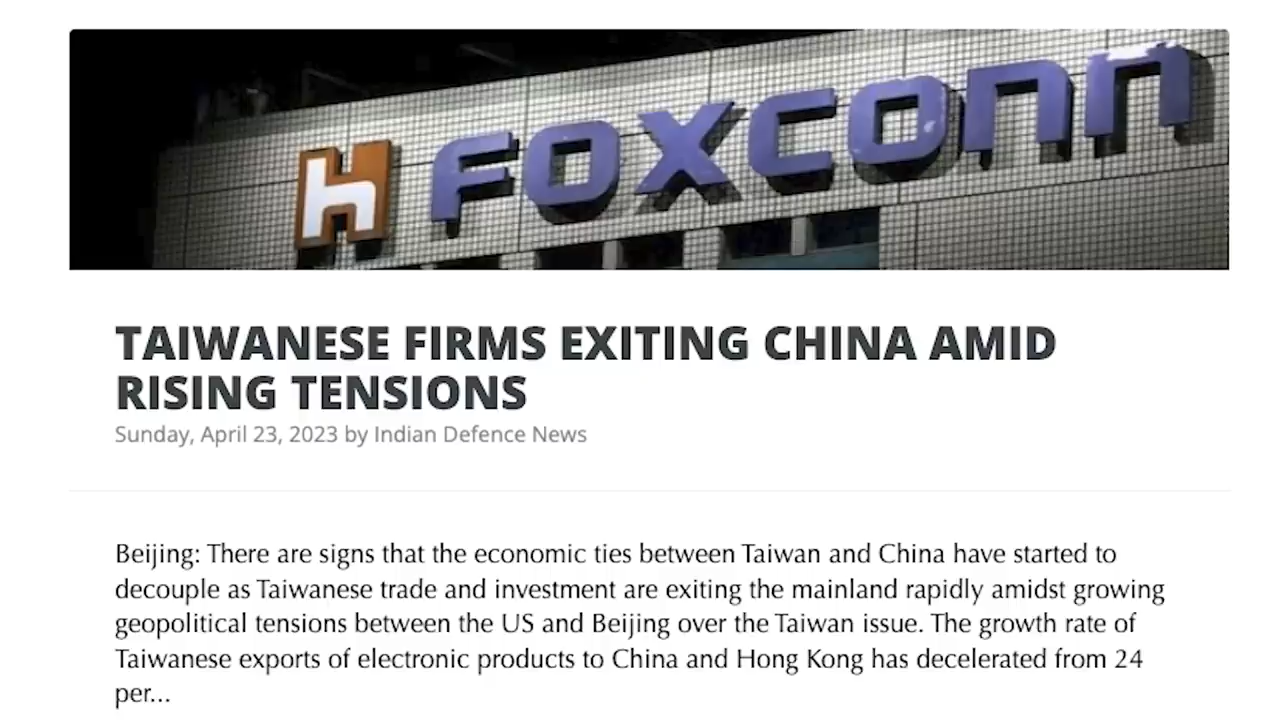 FOXCONN
TAIWANESE FIRMS EXITING CHINA AMID
RISING TENSIONS
Sunday, April 23, 2023 by Indian Defence News
Beijing: There are signs that the economic ties between Taiwan and China have started to
decouple as Taiwanese trade and investment are exiting the mainland rapidly amidst growing
geopolitical tensions between the US and Beijing over the Taiwan issue. The growth rate of
Taiwanese exports of electronic products to China and Hong Kong has decelerated from 24
per...